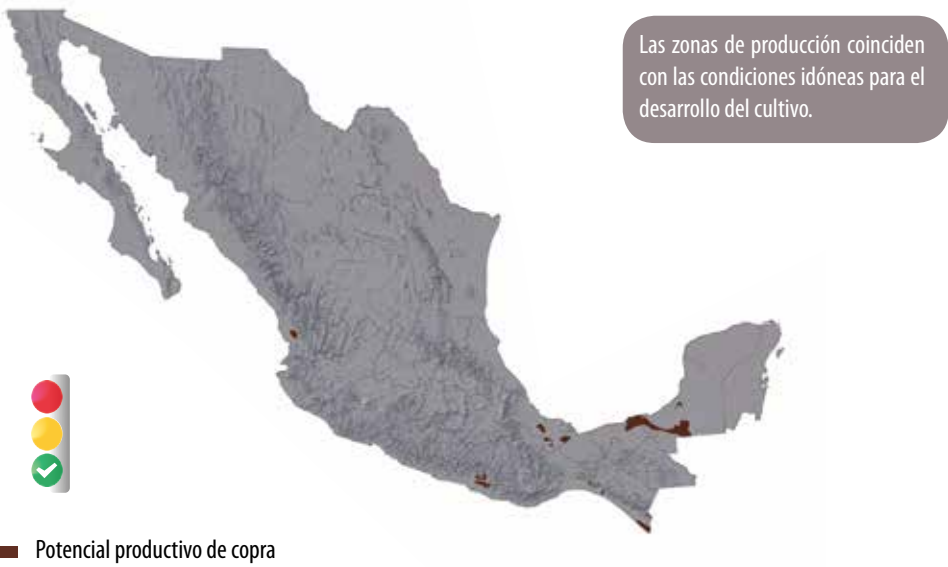 Las zonas de producción coinciden
con las condiciones idóneas para el
desarrollo del cultivo.
Potencial productivo de copra